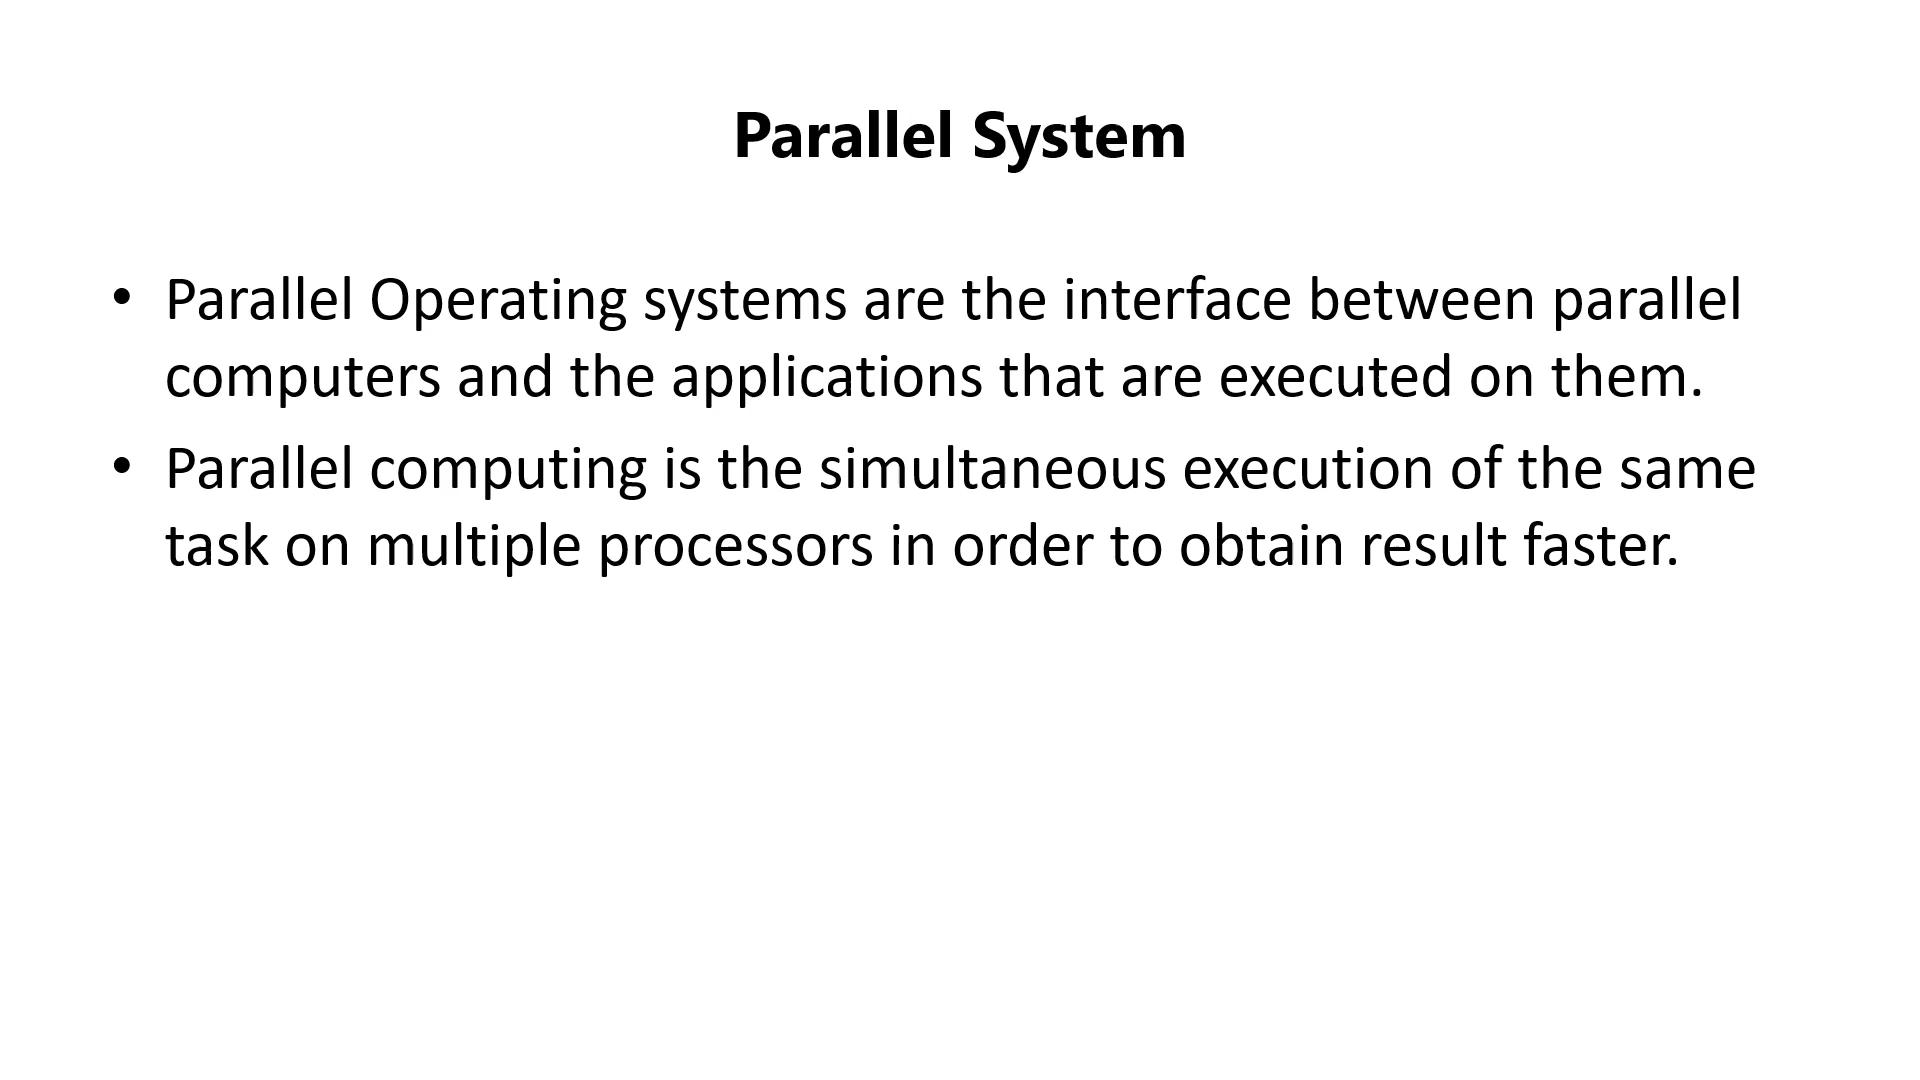 Parallel System
• Parallel Operating systems are the interface between parallel
computers and the applications that are executed on them.
• Parallel computing is the simultaneous execution of the same
task on multiple processors in order to obtain result faster.